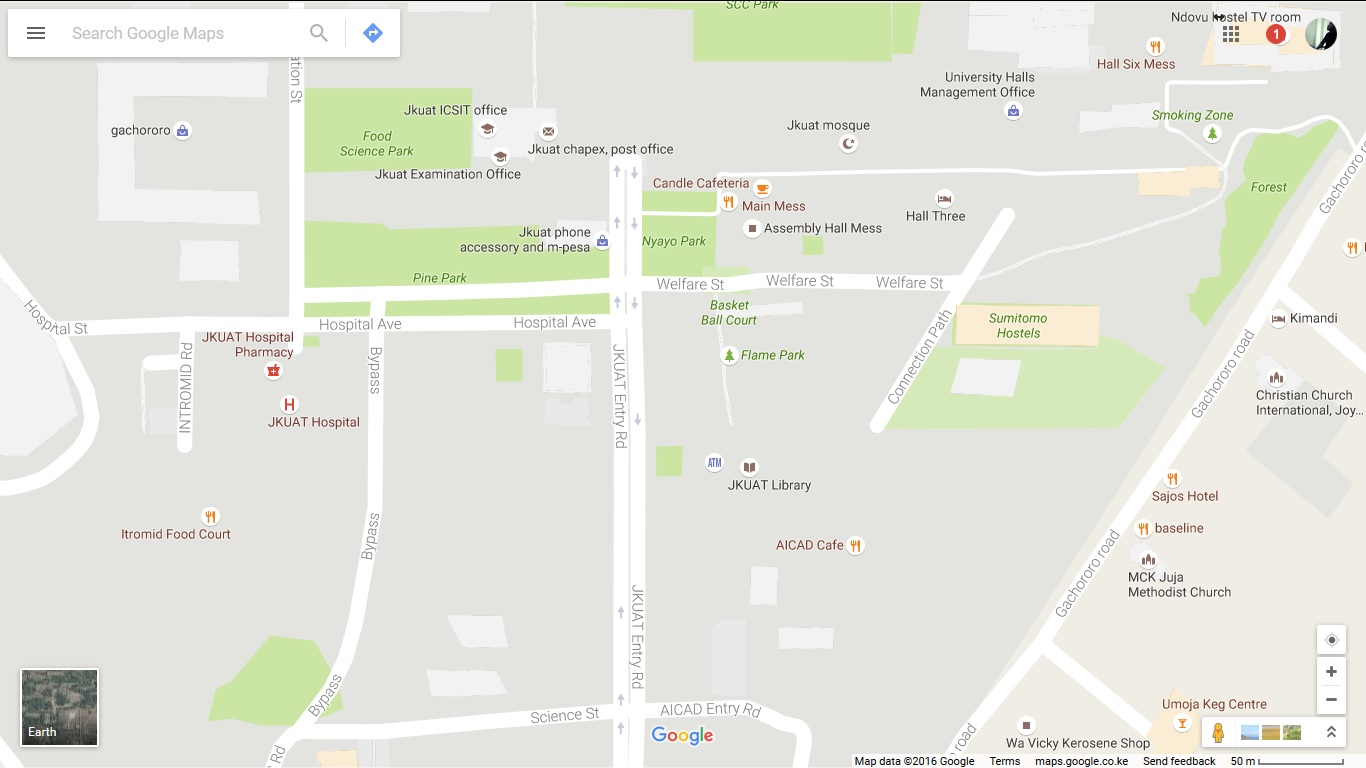 SCC Park
Ndovu Hostel TV room
Search Google Maps
1
Hall Six Mess
ation St
University Halls
Management Office
Jkuat ICSIT office
Smoking Zone
gachororo
Food
Science Park
Jkuat mosque
Jkuat chapex, post office
Jkuat Examination Office
Candle Cafeteria
Main Mess
Hall Three
Forest
Gachororo ro
Jkuat phone
accessory and m-pesa
Nyayo Park
Assembly Hall Mess
Pine Park
Welfare St
Welfare St
Welfare St
Hospital St
Hospital Ave
Hospital Ave
Basket
Ball Court
Sumitomo
Hostels
Kimandi
JKUAT Hospital
Pharmacy
INTROMID Rd
Bypass
JKUAT Entry Rd
Flame Park
Connection Path
Gachororo road
JKUAT Hospital
Christian Church
International, Joy...
ATM
JKUAT Library
Sajos Hotel
Itromid Food Court
Bypass
AICAD Cafe
baseline
Gachororo road
MCK Juja
Methodist Church
JKUAT Entry Rd
Bypass
Science St
AICAD Entry Rd
Umoja Keg Centre
Earth
Google
Rd
road
Wa Vicky Kerosene Shop
Map data ©2016 Google
Terms
maps.google.co.ke
Send feedback
50 m